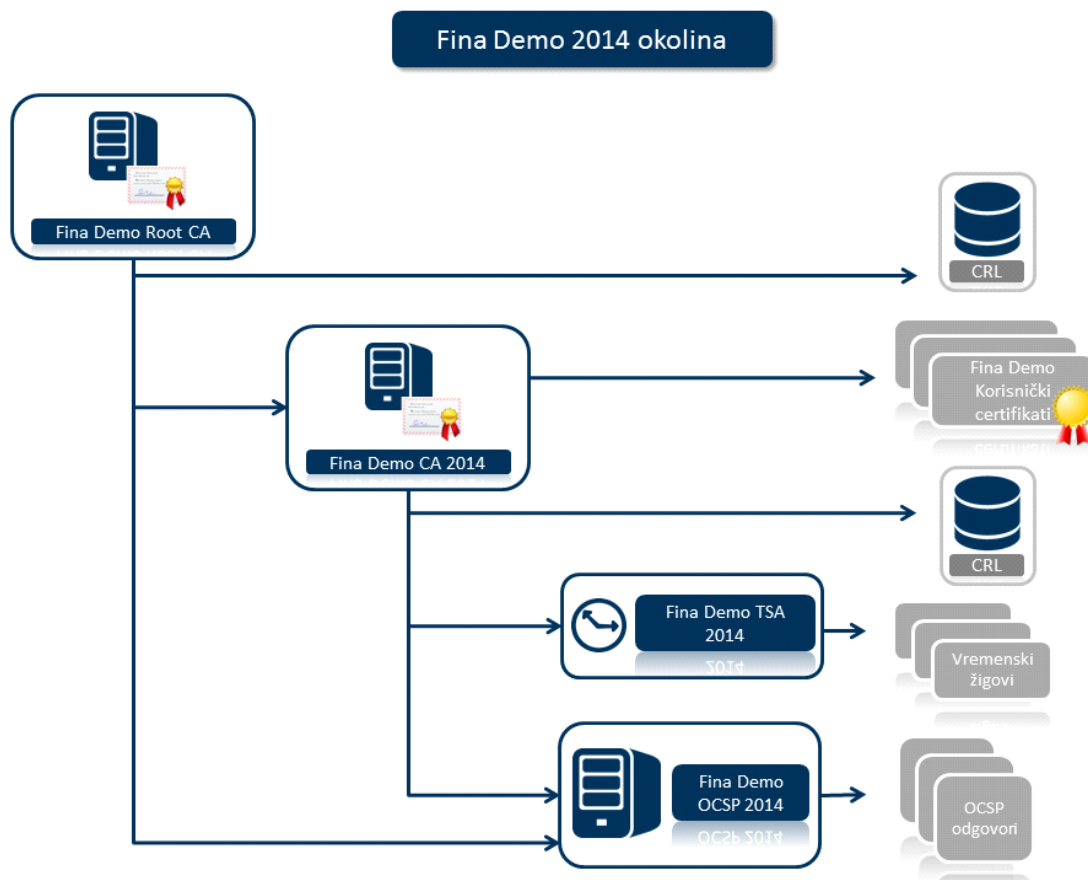 Fina Demo 2014 okolina
Fina Demo Root CA
CRL
Fina Demo
Korisnički
certifikati
Fina Demo CA 2014
CRL
Fina Demo TSA
2014
Vremenski
žigovi
Fina Demo
OCSP 2014
OCSP
odgovori